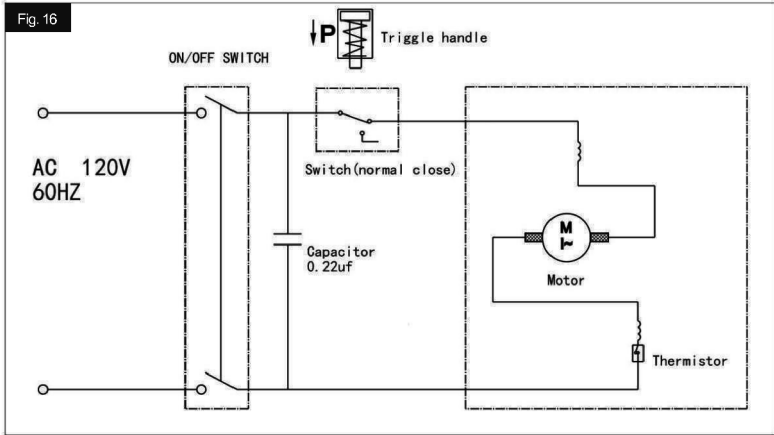 Fig. 16
P
Triggle handle
ON/OFF SWITCH
AC 120V
60HZ
Switch(normal close)
Capacitor
0.22uf
M
Motor
Thermistor